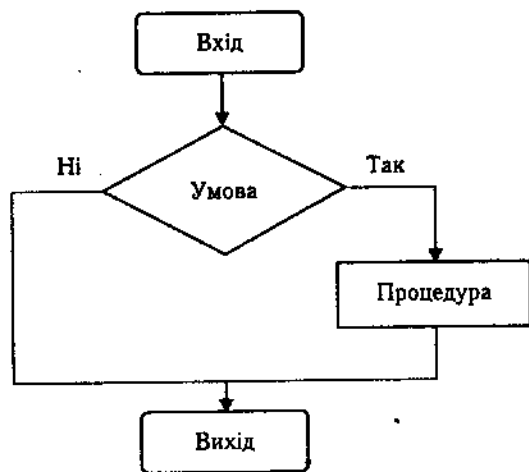 Вхід
Ні
Так
Умова
Процедура
Вихід